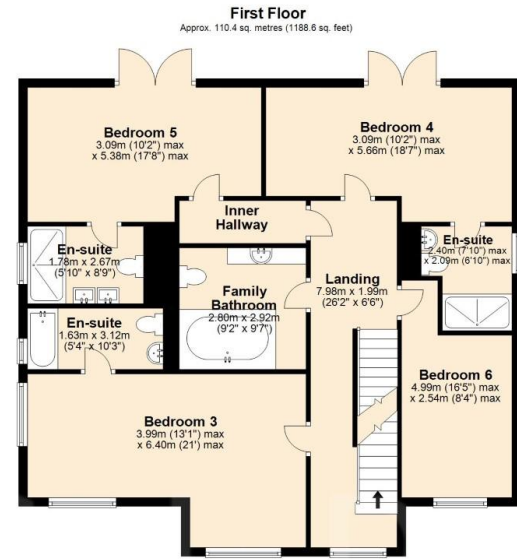 First Floor
Approx. 110.4 sq. metres (1188.6 sq. feet)
Bedroom 5
3.09m (10'2") max
x 5.38m (17'8") max
Bedroom 4
3.09m (10'2") max
x 5.66m (18'7") max
Inner
Hallway
En-suite
1.78m x 2.67m
(5'10" x 8'9")
En-suite
2.40m (7'10") max
x 2.09m (6'10") max
Family
Bathroom
2.80m x 2.92m
(9'2" x 9'7")
Landing
7.98m x 1.99m
(26'2" x 6'6")
En-suite
1.63m x 3.12m
(5'4" x 10'3")
Bedroom 6
4.99m (16'5") max
x 2.54m (8'4") max
Bedroom 3
3.99m (13'1") max
x 6.40m (21') max